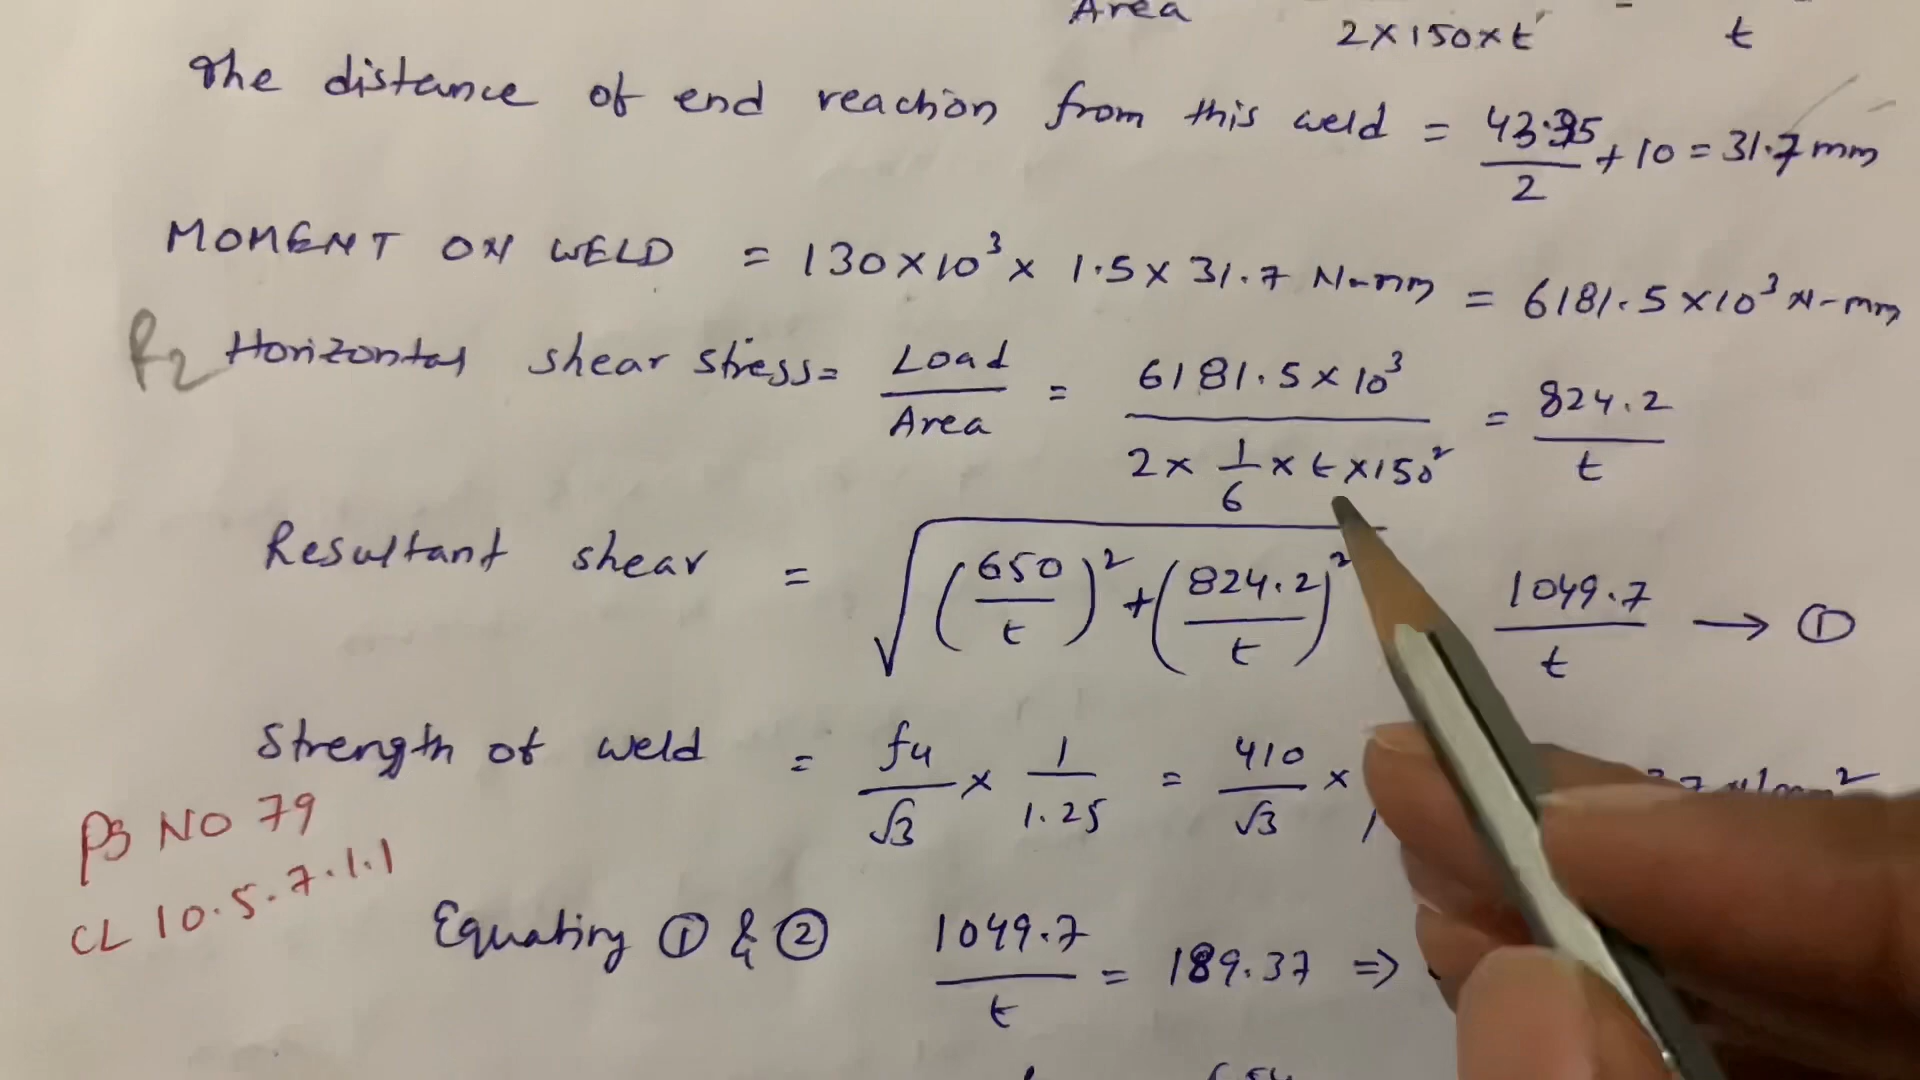 Area 2×150×t t
The distance of end reaction from this weld = 43.35/2 + 10 = 31.7 mm
MOMENT ON WELD = 130×10³ × 1.5 × 31.7 N-mm = 6181.5×10³ N-mm
f2 Horizontal shear stress = Load/Area = 6181.5×10³/(2 × 1/6 × t × 150²) = 824.2/t
Resultant shear = √((650/t)² + (824.2/t)²) 1049.7/t → ①
Strength of weld = fu/√3 × 1/1.25 = 410/√3 ×
PG NO 79
CL 10.5.7.1.1
Equating ① & ② 1049.7/t = 189.37 ⇒